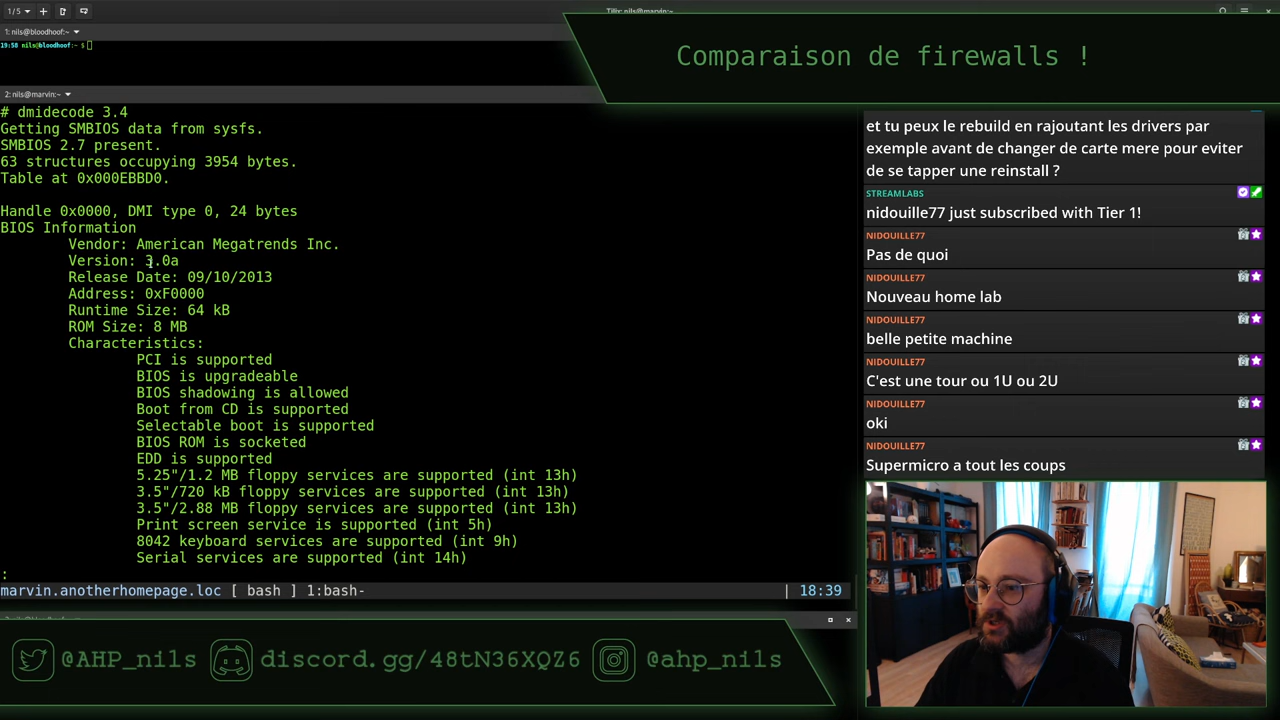 1 / 5
Tilix: nils@marvin:~
1: nils@bloodhoof:~
19:58 nils@bloodhoof:~ $
Comparaison de firewalls !
2: nils@marvin:~
# dmidecode 3.4
Getting SMBIOS data from sysfs.
SMBIOS 2.7 present.
63 structures occupying 3954 bytes.
Table at 0x000EBBD0.
Handle 0x0000, DMI type 0, 24 bytes
BIOS Information
Vendor: American Megatrends Inc.
Version: 3.0a
Release Date: 09/10/2013
Address: 0xF0000
Runtime Size: 64 kB
ROM Size: 8 MB
Characteristics:
PCI is supported
BIOS is upgradeable
BIOS shadowing is allowed
Boot from CD is supported
Selectable boot is supported
BIOS ROM is socketed
EDD is supported
5.25"/1.2 MB floppy services are supported (int 13h)
3.5"/720 kB floppy services are supported (int 13h)
3.5"/2.88 MB floppy services are supported (int 13h)
Print screen service is supported (int 5h)
8042 keyboard services are supported (int 9h)
Serial services are supported (int 14h)
:
marvin.anotherhomepage.loc [ bash ] 1:bash- | 18:39
et tu peux le rebuild en rajoutant les drivers par
exemple avant de changer de carte mere pour eviter
de se tapper une reinstall ?
STREAMLABS
nidouille77 just subscribed with Tier 1!
NIDOUILLE77
Pas de quoi
NIDOUILLE77
Nouveau home lab
NIDOUILLE77
belle petite machine
NIDOUILLE77
C'est une tour ou 1U ou 2U
NIDOUILLE77
oki
NIDOUILLE77
Supermicro a tout les coups
@AHP_nils discord.gg/48tN36XQZ6 @ahp_nils